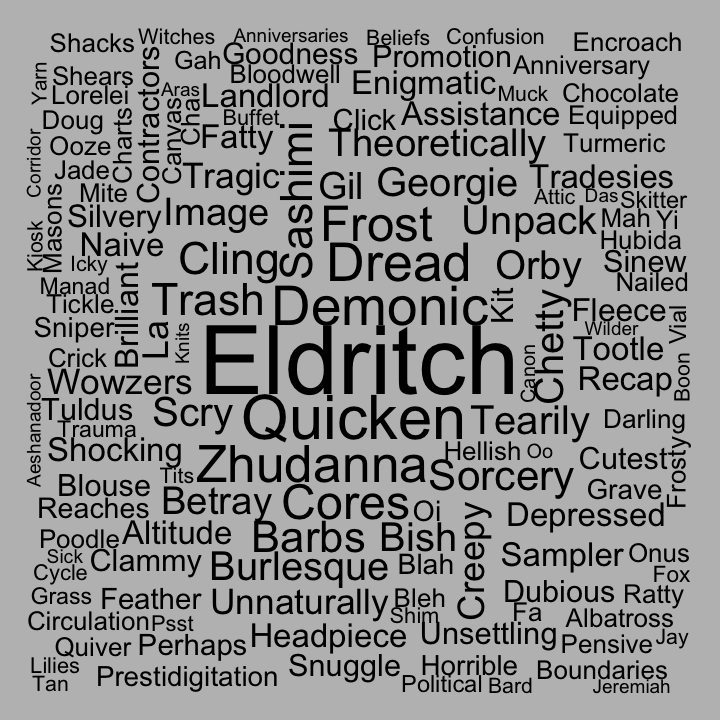 Shacks
Witches
Anniversaries
Beliefs
Confusion
Encroach
Gah
Goodness
Promotion
Anniversary
Yarn
Shears
Contractors
Bloodwell
Enigmatic
Muck
Chocolate
Lorelei
Aras
Landlord
Doug
Charts
Canvas
Chai
Buffet
Click
Assistance
Equipped
Ooze
Fatty
Sashimi
Theoretically
Turmeric
Corridor
Jade
Tragic
Gil
Georgie
Tradesies
Mite
Masons
Attic
Das
Skitter
Silvery
Image
Frost
Unpack
Mah
Yi
Kiosk
Naive
Hubida
Icky
Cling
Dread
Orby
Sinew
Manad
Nailed
Tickle
Brilliant
Trash
Demonic
Kit
Chetty
Fleece
Sniper
La
Knits
Wilder
Vial
Crick
Eldritch
Canon
Tootle
Wowzers
Recap
Boon
Aeshanadoor
Tuldus
Scry
Quicken
Tearily
Darling
Trauma
Shocking
Zhudanna
Hellish
Oo
Cutest
Frosty
Tits
Sorcery
Blouse
Grave
Reaches
Betray
Cores
Oi
Depressed
Poodle
Altitude
Barbs
Bish
Creepy
Sick
Clammy
Burlesque
Blah
Sampler
Onus
Cycle
Fox
Grass
Feather
Unnaturally
Bleh
Dubious
Ratty
Shim
Fa
Circulation
Psst
Albatross
Quiver
Perhaps
Headpiece
Unsettling
Pensive
Jay
Lilies
Snuggle
Horrible
Boundaries
Tan
Prestidigitation
Political
Bard
Jeremiah